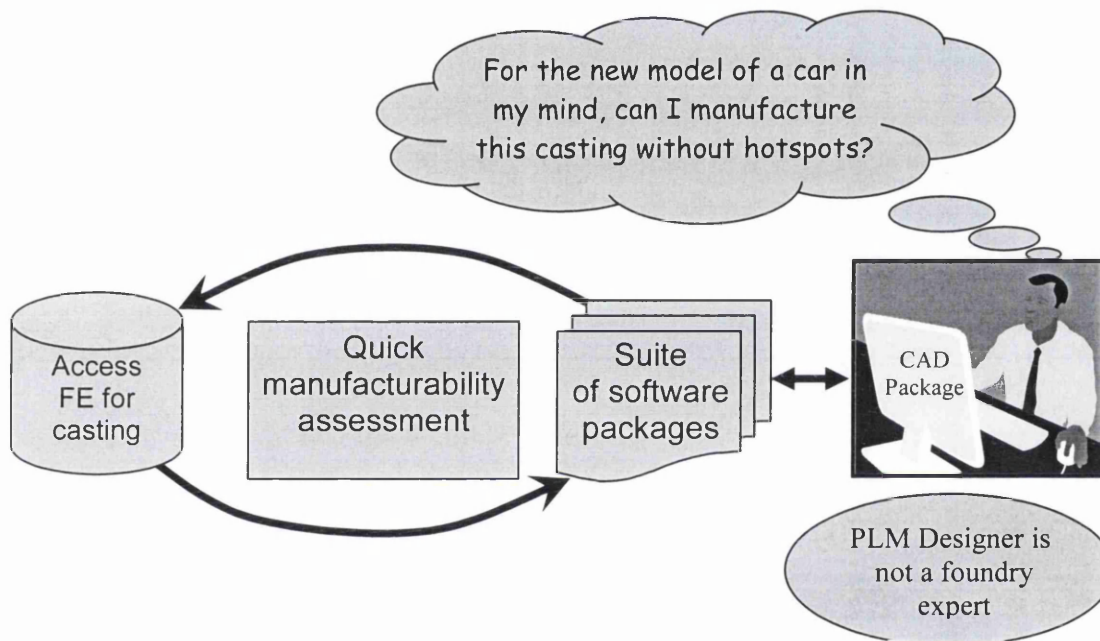 For the new model of a car in
my mind, can I manufacture
this casting without hotspots?
Access
FE for
casting
Quick
manufacturability
assessment
Suite
of software
packages
CAD
Package
PLM Designer is
not a foundry
expert